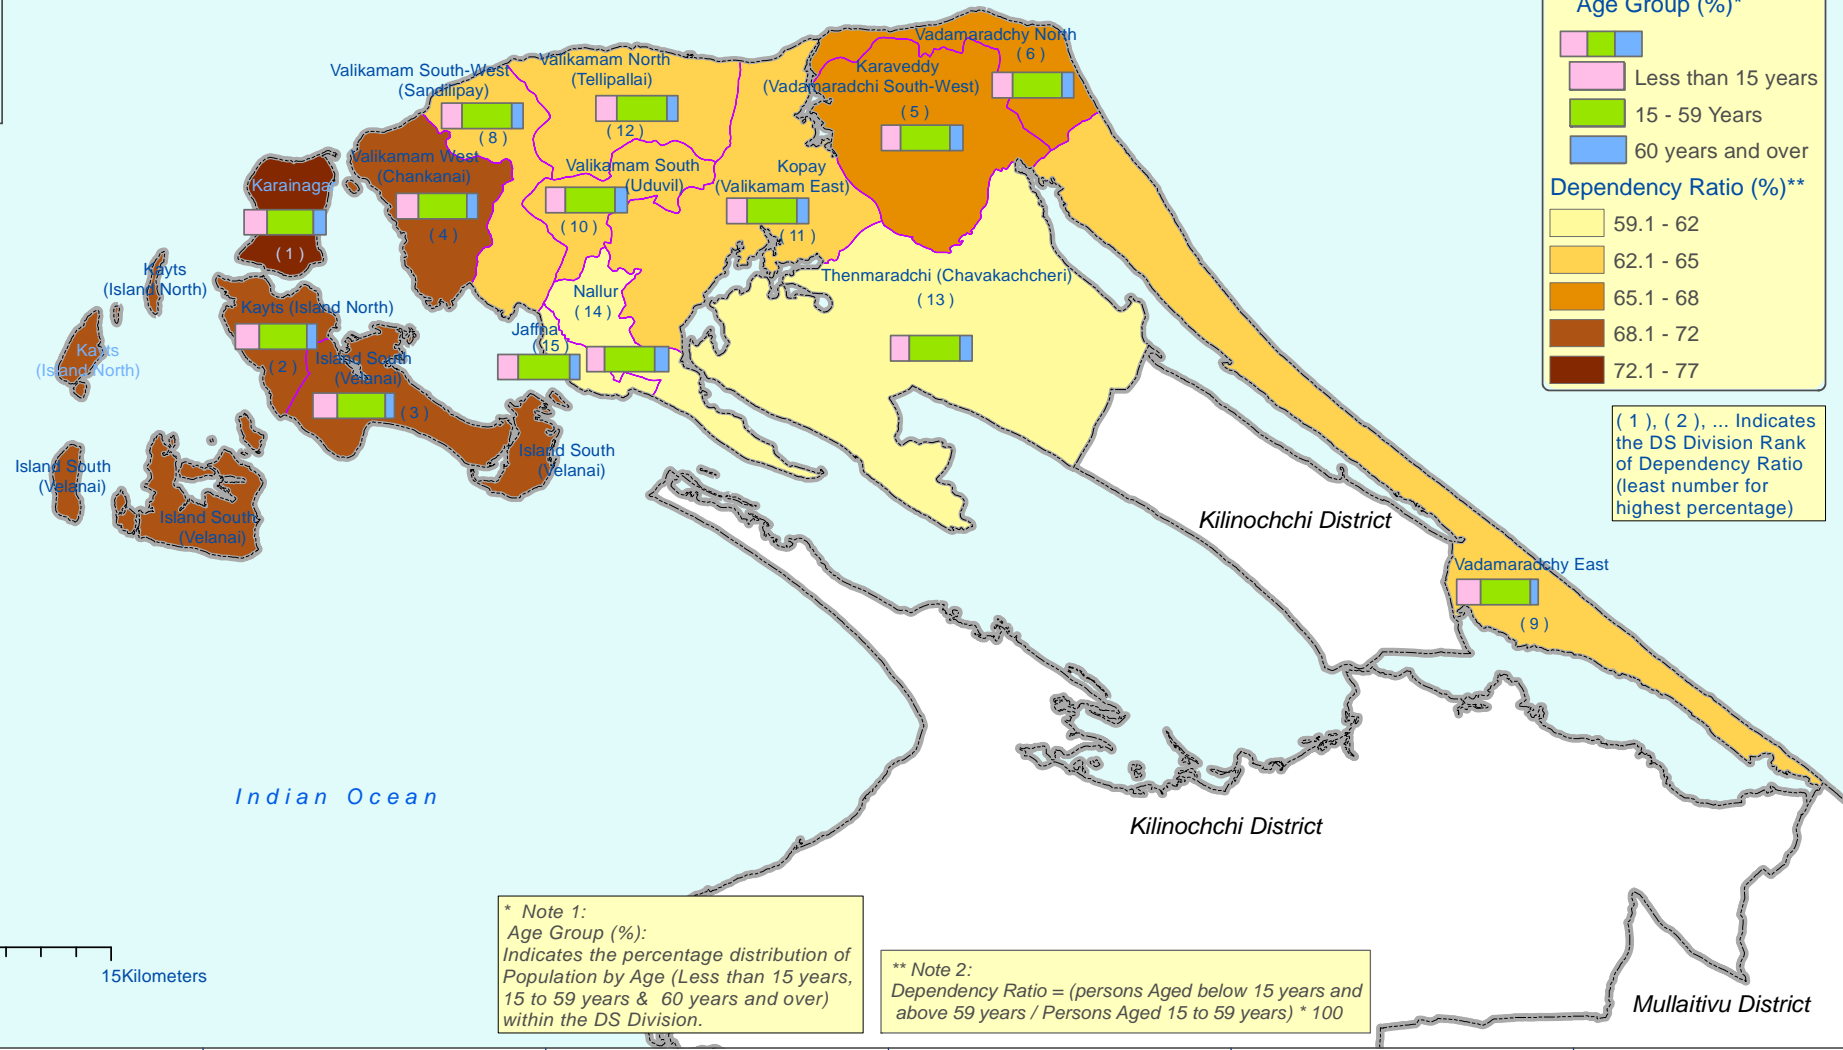 Age Group (%)*
Less than 15 years
15 - 59 Years
60 years and over
Dependency Ratio (%)**
59.1 - 62
62.1 - 65
65.1 - 68
68.1 - 72
72.1 - 77
( 1 ), ( 2 ), ... Indicates
the DS Division Rank
of Dependency Ratio
(least number for
highest percentage)
Vadamaradchy North
( 6 )
Karaveddy
(Vadamaradchi South-West)
( 5 )
Valikamam North
(Tellipallai)
( 12 )
Valikamam South-West
(Sandilipay)
( 8 )
Valikamam West
(Chankanai)
( 4 )
Valikamam South
(Uduvil)
( 10 )
Kopay
(Valikamam East)
( 11 )
Karainagar
( 1 )
Kayts
(Island North)
Kayts (Island North)
( 2 )
Kayts
(Island North)
Island South
(Velanai)
( 3 )
Nallur
( 14 )
Jaffna
( 15
Thenmaradchi (Chavakachcheri)
( 13 )
Island South
(Velanai)
Island South
(Velanai)
Island South
(Velanai)
Kilinochchi District
Vadamaradchy East
( 9 )
Indian Ocean
Kilinochchi District
Mullaitivu District
15Kilometers
* Note 1:
Age Group (%):
Indicates the percentage distribution of
Population by Age (Less than 15 years,
15 to 59 years & 60 years and over)
within the DS Division.
** Note 2:
Dependency Ratio = (persons Aged below 15 years and
above 59 years / Persons Aged 15 to 59 years) * 100